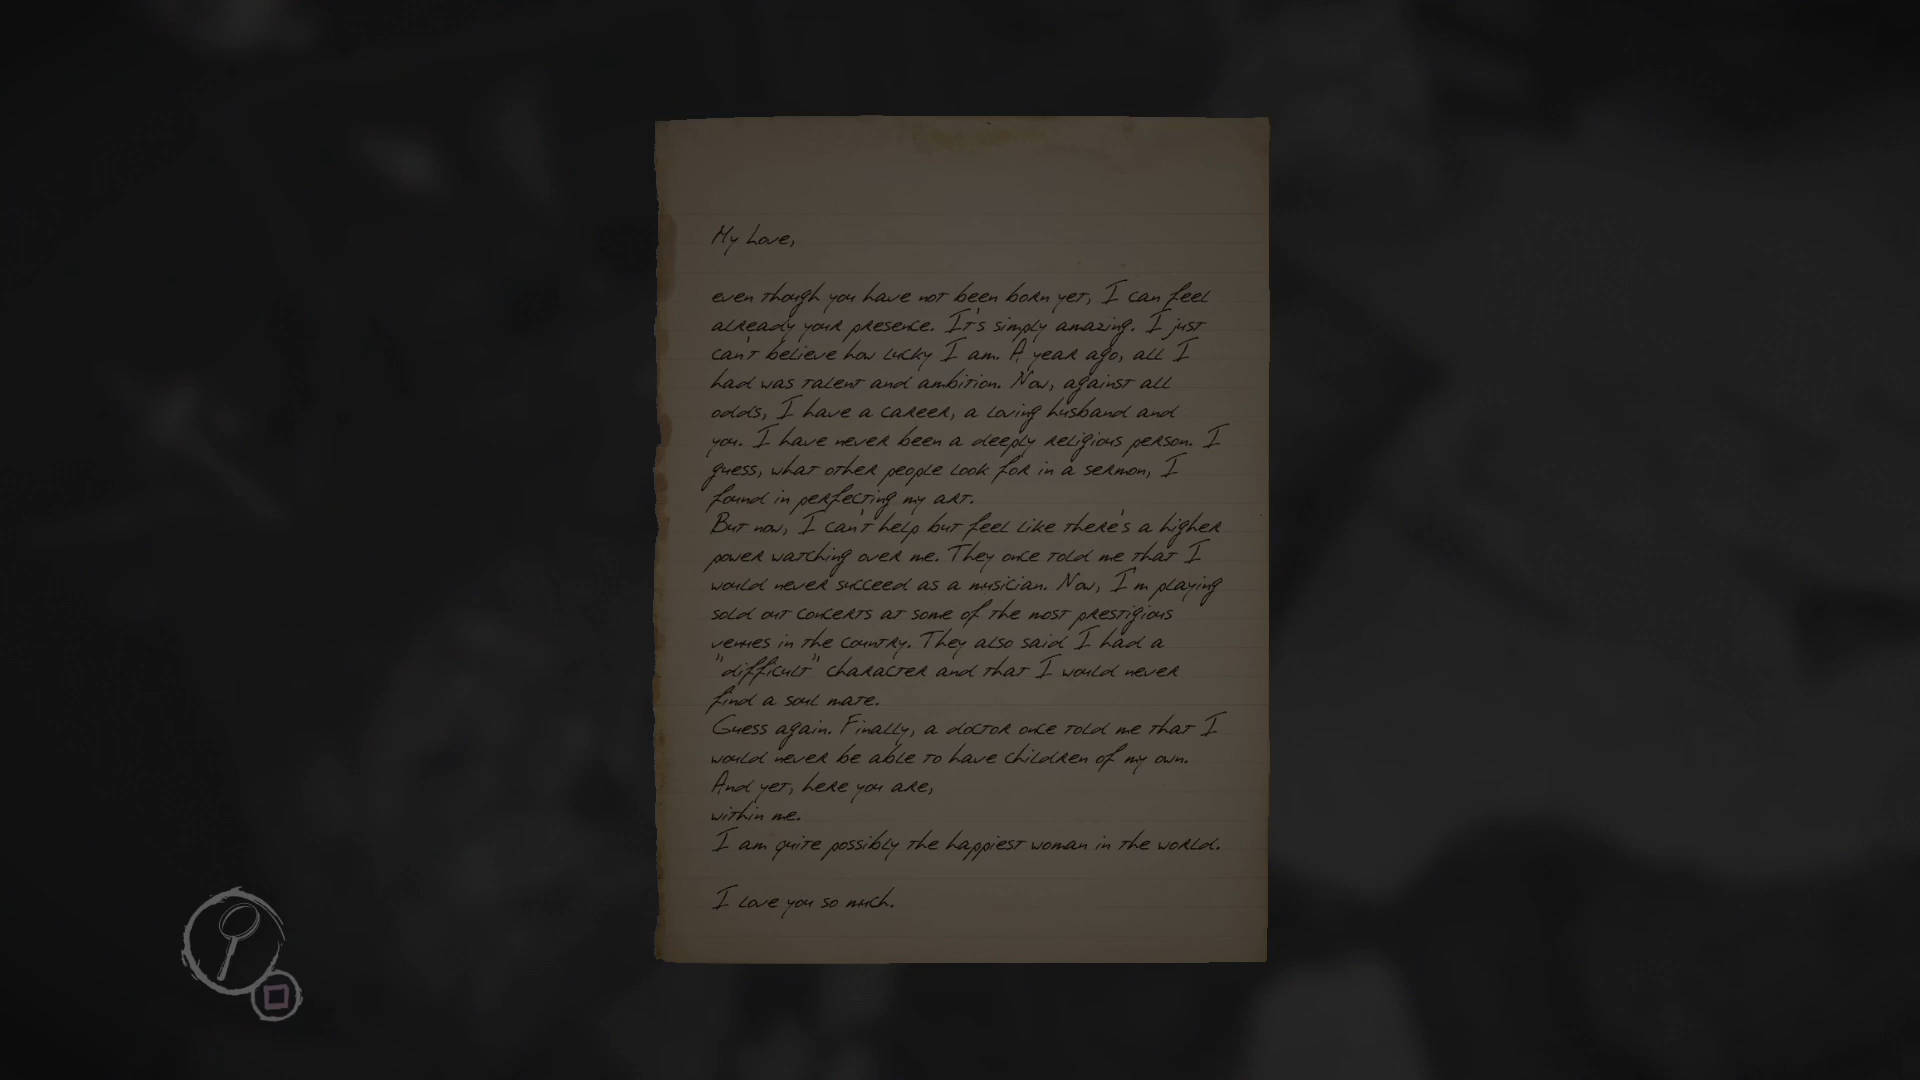 My Love,
even though you have not been born yet, I can feel
already your presence. It's simply amazing. I just
can't believe how lucky I am. A year ago, all I
had was talent and ambition. Now, against all
odds, I have a career, a loving husband and
you. I have never been a deeply religious person. I
guess, what other people look for in a sermon, I
found in perfecting my art.
But now, I can't help but feel like there's a higher
power watching over me. They once told me that I
would never succeed as a musician. Now, I'm playing
sold out concerts at some of the most prestigious
venues in the country. They also said I had a
"difficult" character and that I would never
find a soul mate.
Guess again. Finally, a doctor once told me that I
would never be able to have children of my own.
And yet, here you are,
within me.
I am quite possibly the happiest woman in the world.
I love you so much.